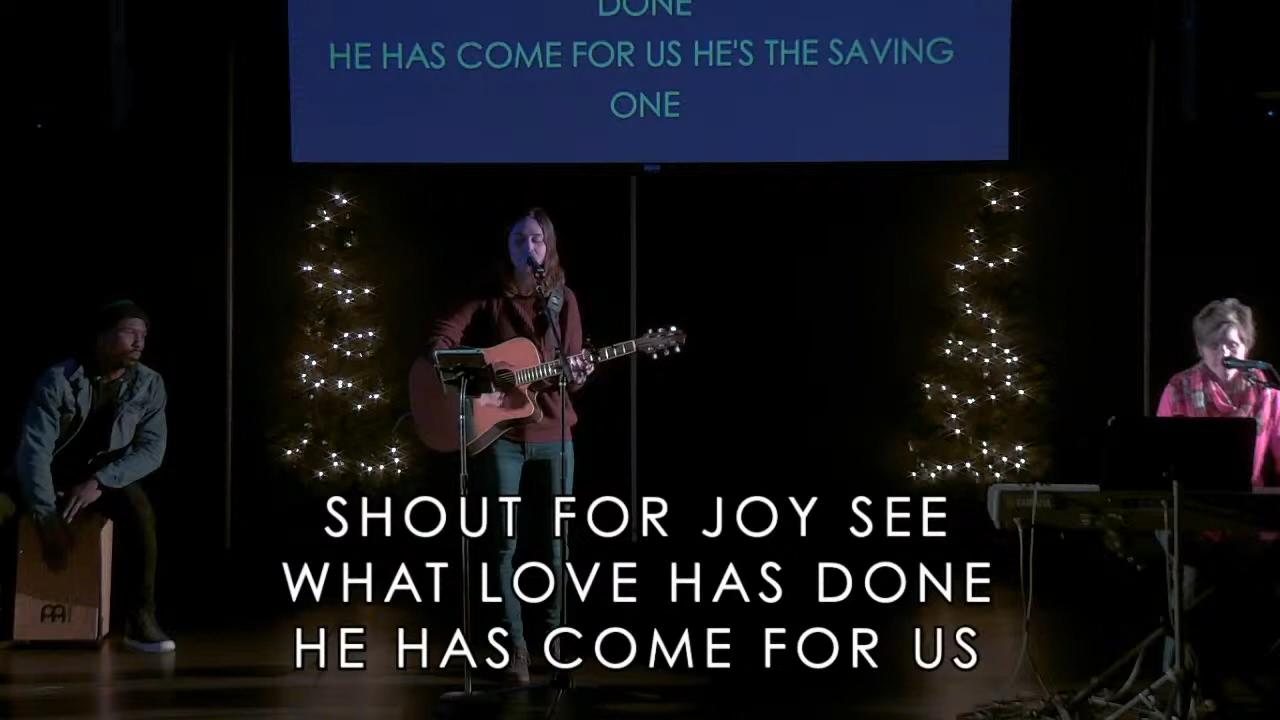 DONE
HE HAS COME FOR US HE'S THE SAVING
ONE
SHOUT FOR JOY SEE
WHAT LOVE HAS DONE
HE HAS COME FOR US